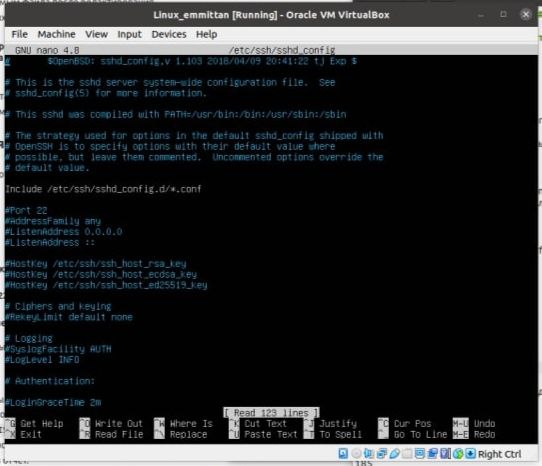 Linux_emmittan [Running] - Oracle VM VirtualBox
File Machine View Input Devices Help
GNU nano 4.8 /etc/ssh/sshd_config
# $OpenBSD: sshd_config,v 1.103 2018/04/09 20:41:22 tj Exp $
# This is the sshd server system-wide configuration file. See
# sshd_config(5) for more information.
# This sshd was compiled with PATH=/usr/bin:/bin:/usr/sbin:/sbin
# The strategy used for options in the default sshd_config shipped with
# OpenSSH is to specify options with their default value where
# possible, but leave them commented. Uncommented options override the
# default value.
Include /etc/ssh/sshd_config.d/*.conf
#Port 22
#AddressFamily any
#ListenAddress 0.0.0.0
#ListenAddress ::
#HostKey /etc/ssh/ssh_host_rsa_key
#HostKey /etc/ssh/ssh_host_ecdsa_key
#HostKey /etc/ssh/ssh_host_ed25519_key
# Ciphers and keying
#RekeyLimit default none
# Logging
#SyslogFacility AUTH
#LogLevel INFO
# Authentication:
#LoginGraceTime 2m
[ Read 123 lines ]
^G Get Help ^O Write Out ^W Where Is ^K Cut Text ^J Justify ^C Cur Pos M-U Undo
^X Exit ^R Read File ^\ Replace ^U Paste Text ^T To Spell ^_ Go To Line M-E Redo
Right Ctrl